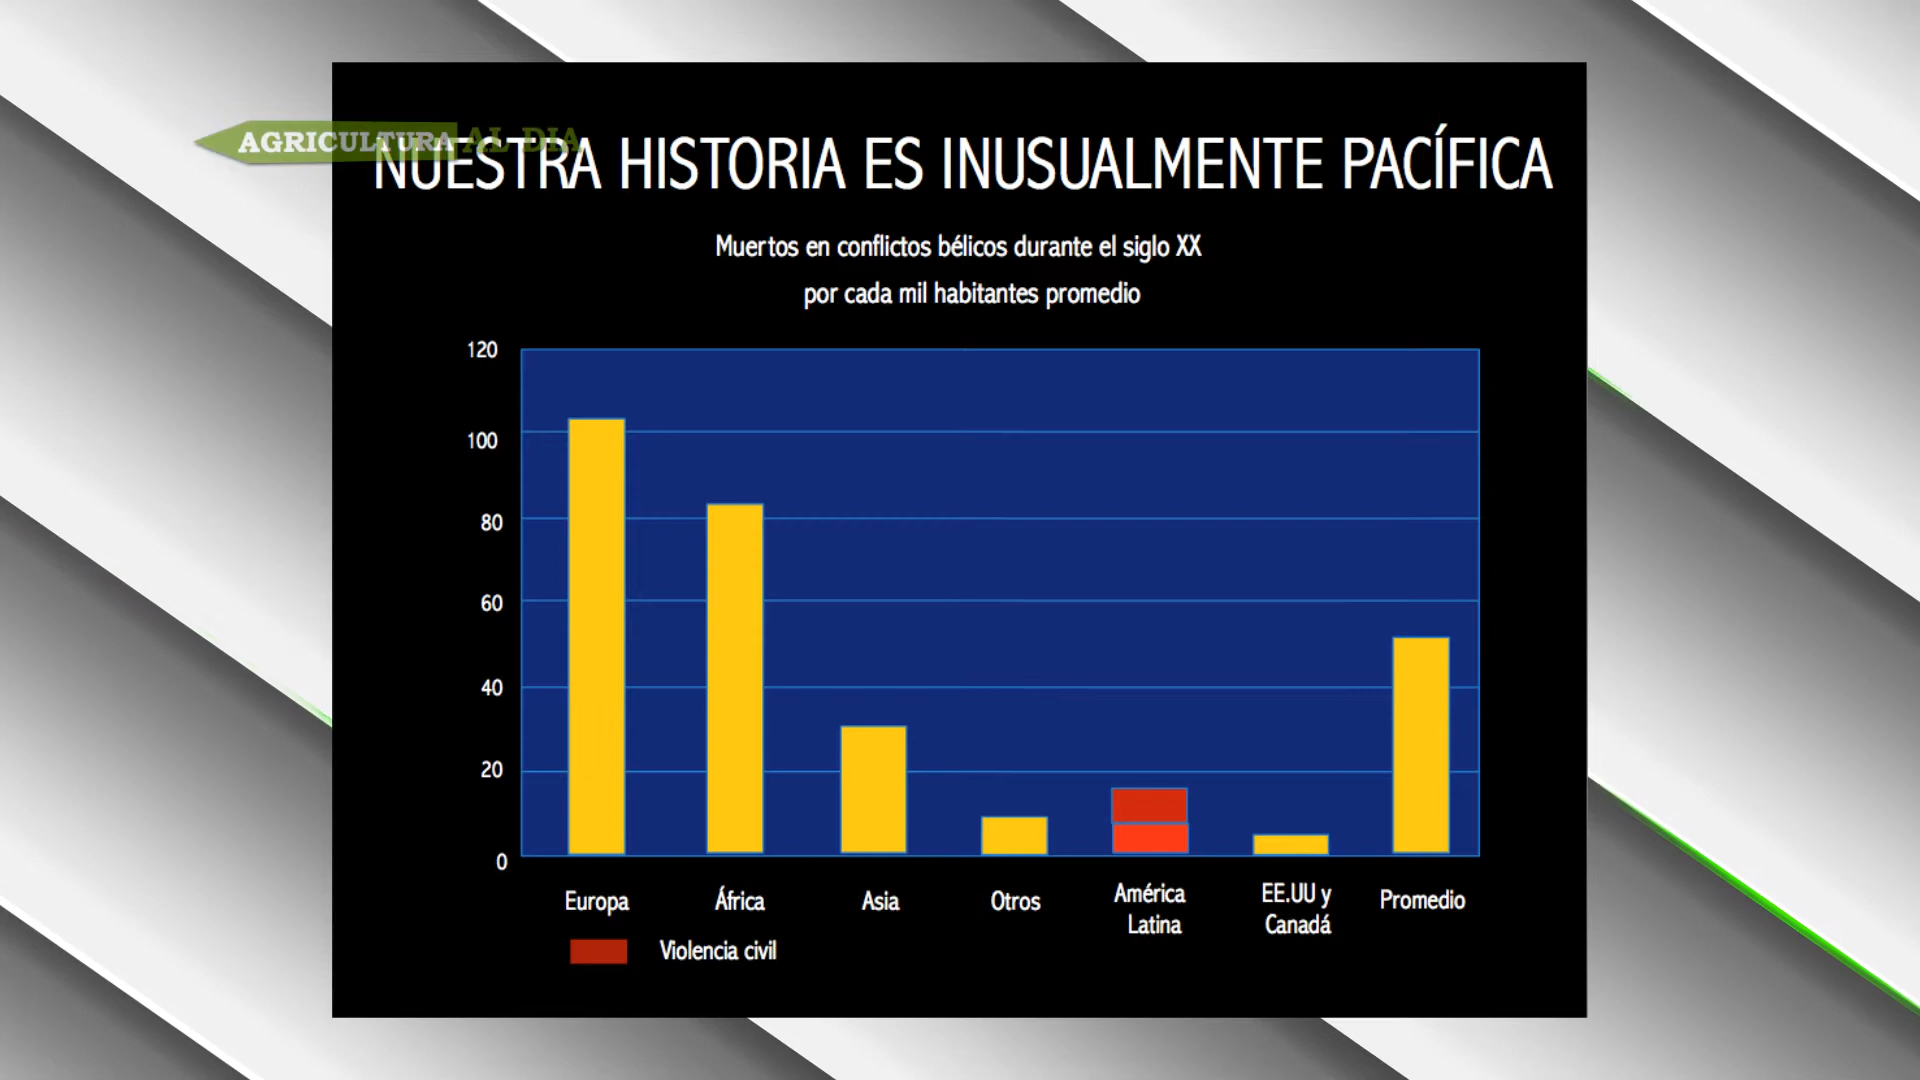 AGRICULTURA AL DIA
NUESTRA HISTORIA ES INUSUALMENTE PACÍFICA
Muertos en conflictos bélicos durante el siglo XX
por cada mil habitantes promedio
120
100
80
60
40
20
0
Europa
África
Asia
Otros
América
Latina
EE.UU y
Canadá
Promedio
Violencia civil